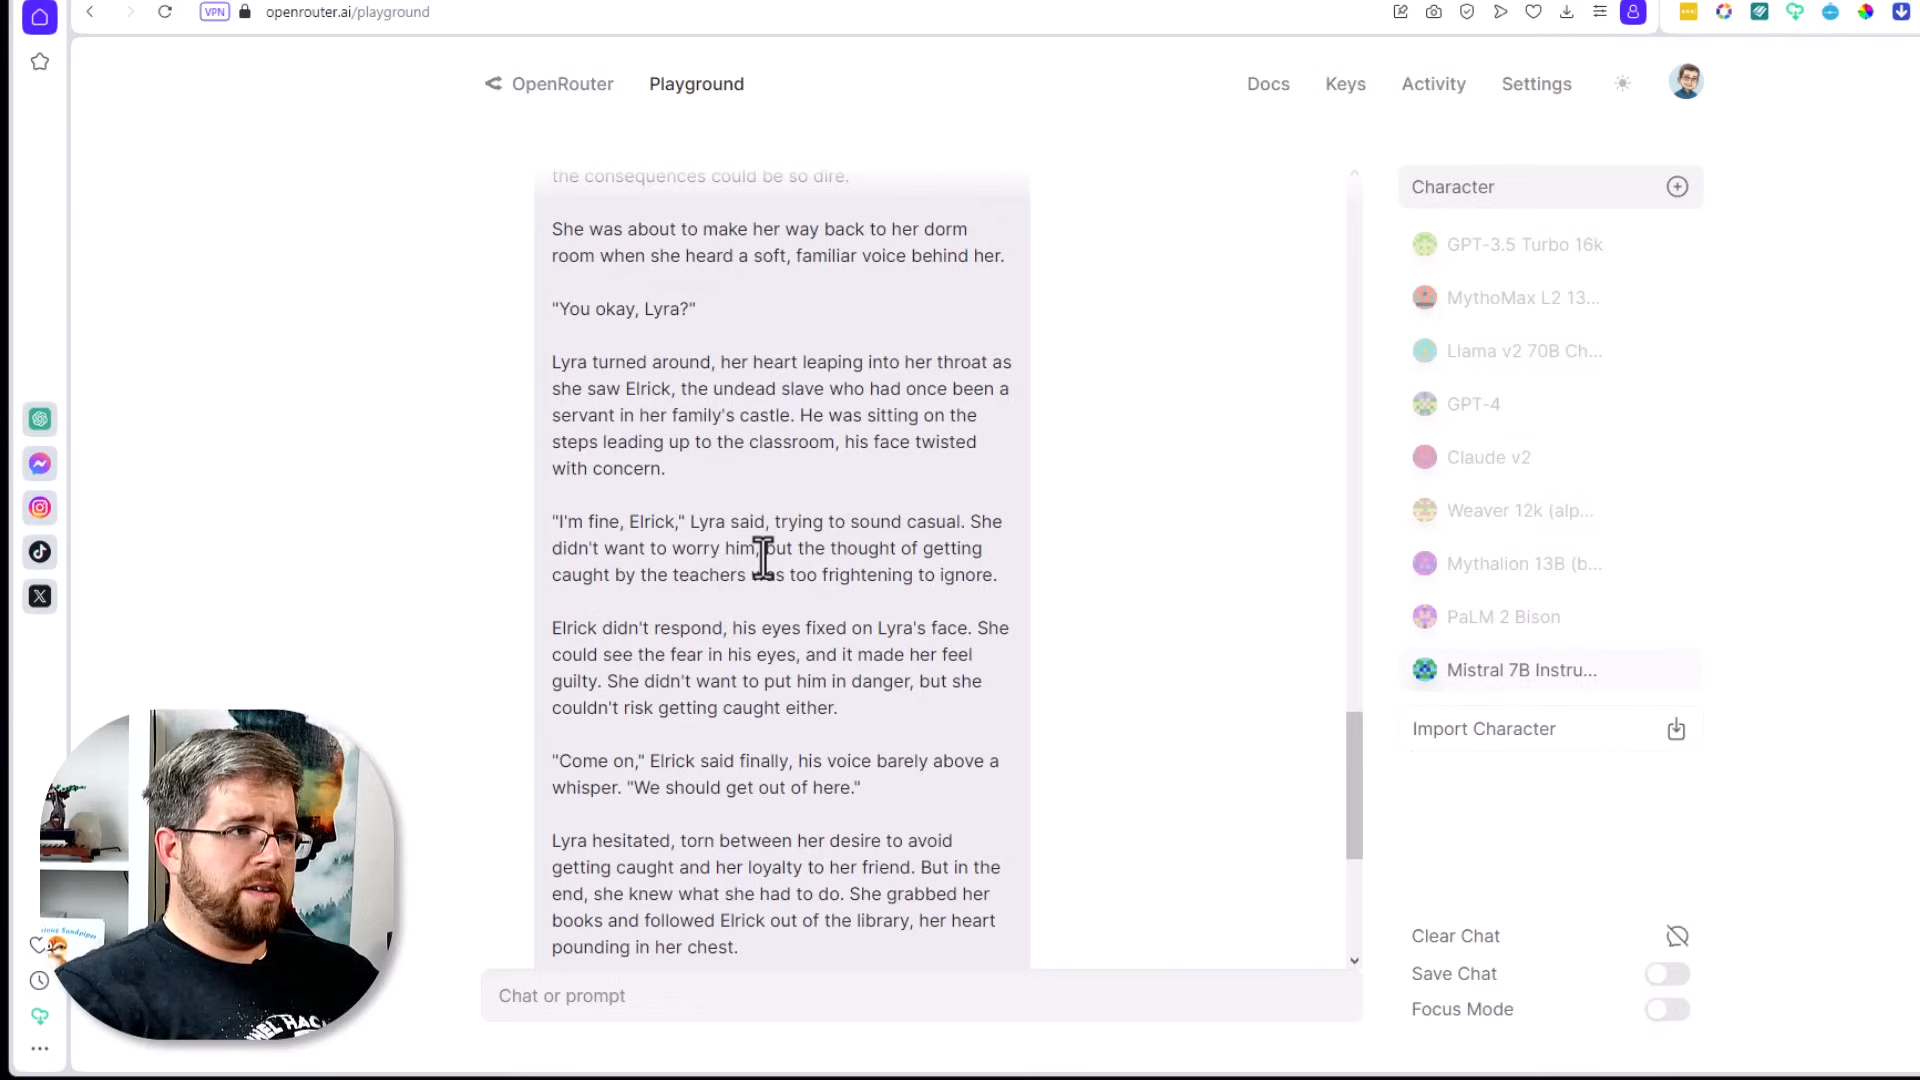 VPN
openrouter.ai/playground
OpenRouter
Playground
Docs
Keys
Activity
Settings
the consequences could be so dire.
She was about to make her way back to her dorm
room when she heard a soft, familiar voice behind her.
"You okay, Lyra?"
Lyra turned around, her heart leaping into her throat as
she saw Elrick, the undead slave who had once been a
servant in her family's castle. He was sitting on the
steps leading up to the classroom, his face twisted
with concern.
"I'm fine, Elrick," Lyra said, trying to sound casual. She
didn't want to worry him, but the thought of getting
caught by the teachers was too frightening to ignore.
Elrick didn't respond, his eyes fixed on Lyra's face. She
could see the fear in his eyes, and it made her feel
guilty. She didn't want to put him in danger, but she
couldn't risk getting caught either.
"Come on," Elrick said finally, his voice barely above a
whisper. "We should get out of here."
Lyra hesitated, torn between her desire to avoid
getting caught and her loyalty to her friend. But in the
end, she knew what she had to do. She grabbed her
books and followed Elrick out of the library, her heart
pounding in her chest.
Chat or prompt
Character
GPT-3.5 Turbo 16k
MythoMax L2 13...
Llama v2 70B Ch...
GPT-4
Claude v2
Weaver 12k (alp...
Mythalion 13B (b...
PaLM 2 Bison
Mistral 7B Instru...
Import Character
Clear Chat
Save Chat
Focus Mode
Sandpiper